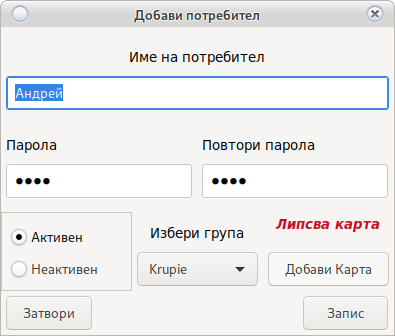 Добави потребител
Име на потребител
Андрей
Парола Повтори парола
●●●● ●●●●
Липсва карта
Активен Избери група
Неактивен Krupie Добави Карта
Затвори Запис